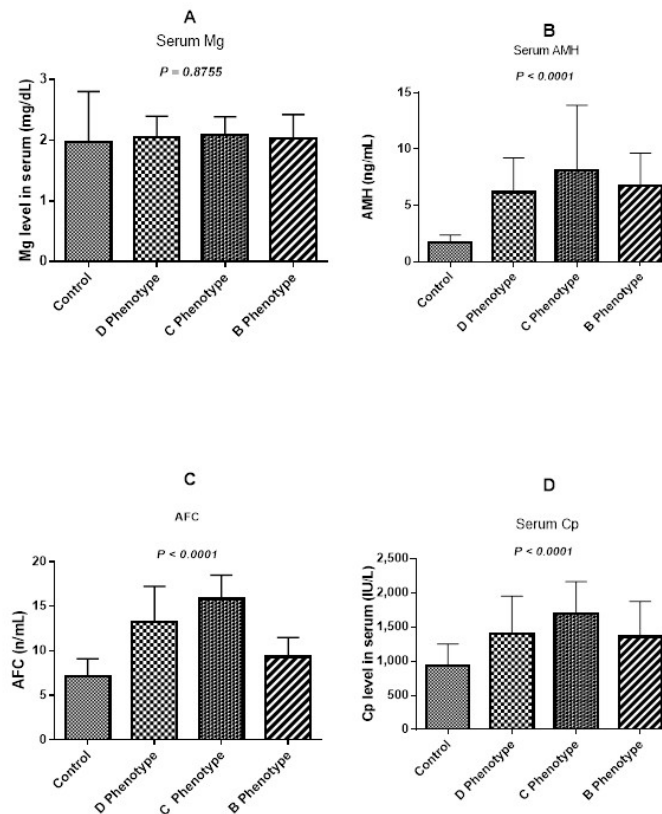 A
Serum Mg
P = 0.8755
Mg level in serum (mg/dL)
3
2
1
0
Control
D Phenotype
C Phenotype
B Phenotype
B
Serum AMH
P < 0.0001
AMH (ng/mL)
15
10
5
0
Control
D Phenotype
C Phenotype
B Phenotype
C
AFC
P < 0.0001
AFC (n/mL)
20
15
10
5
0
Control
D Phenotype
C Phenotype
B Phenotype
D
Serum Cp
P < 0.0001
Cp level in serum (IU/L)
2,500
2,000
1,500
1,000
500
0
Control
D Phenotype
C Phenotype
B Phenotype